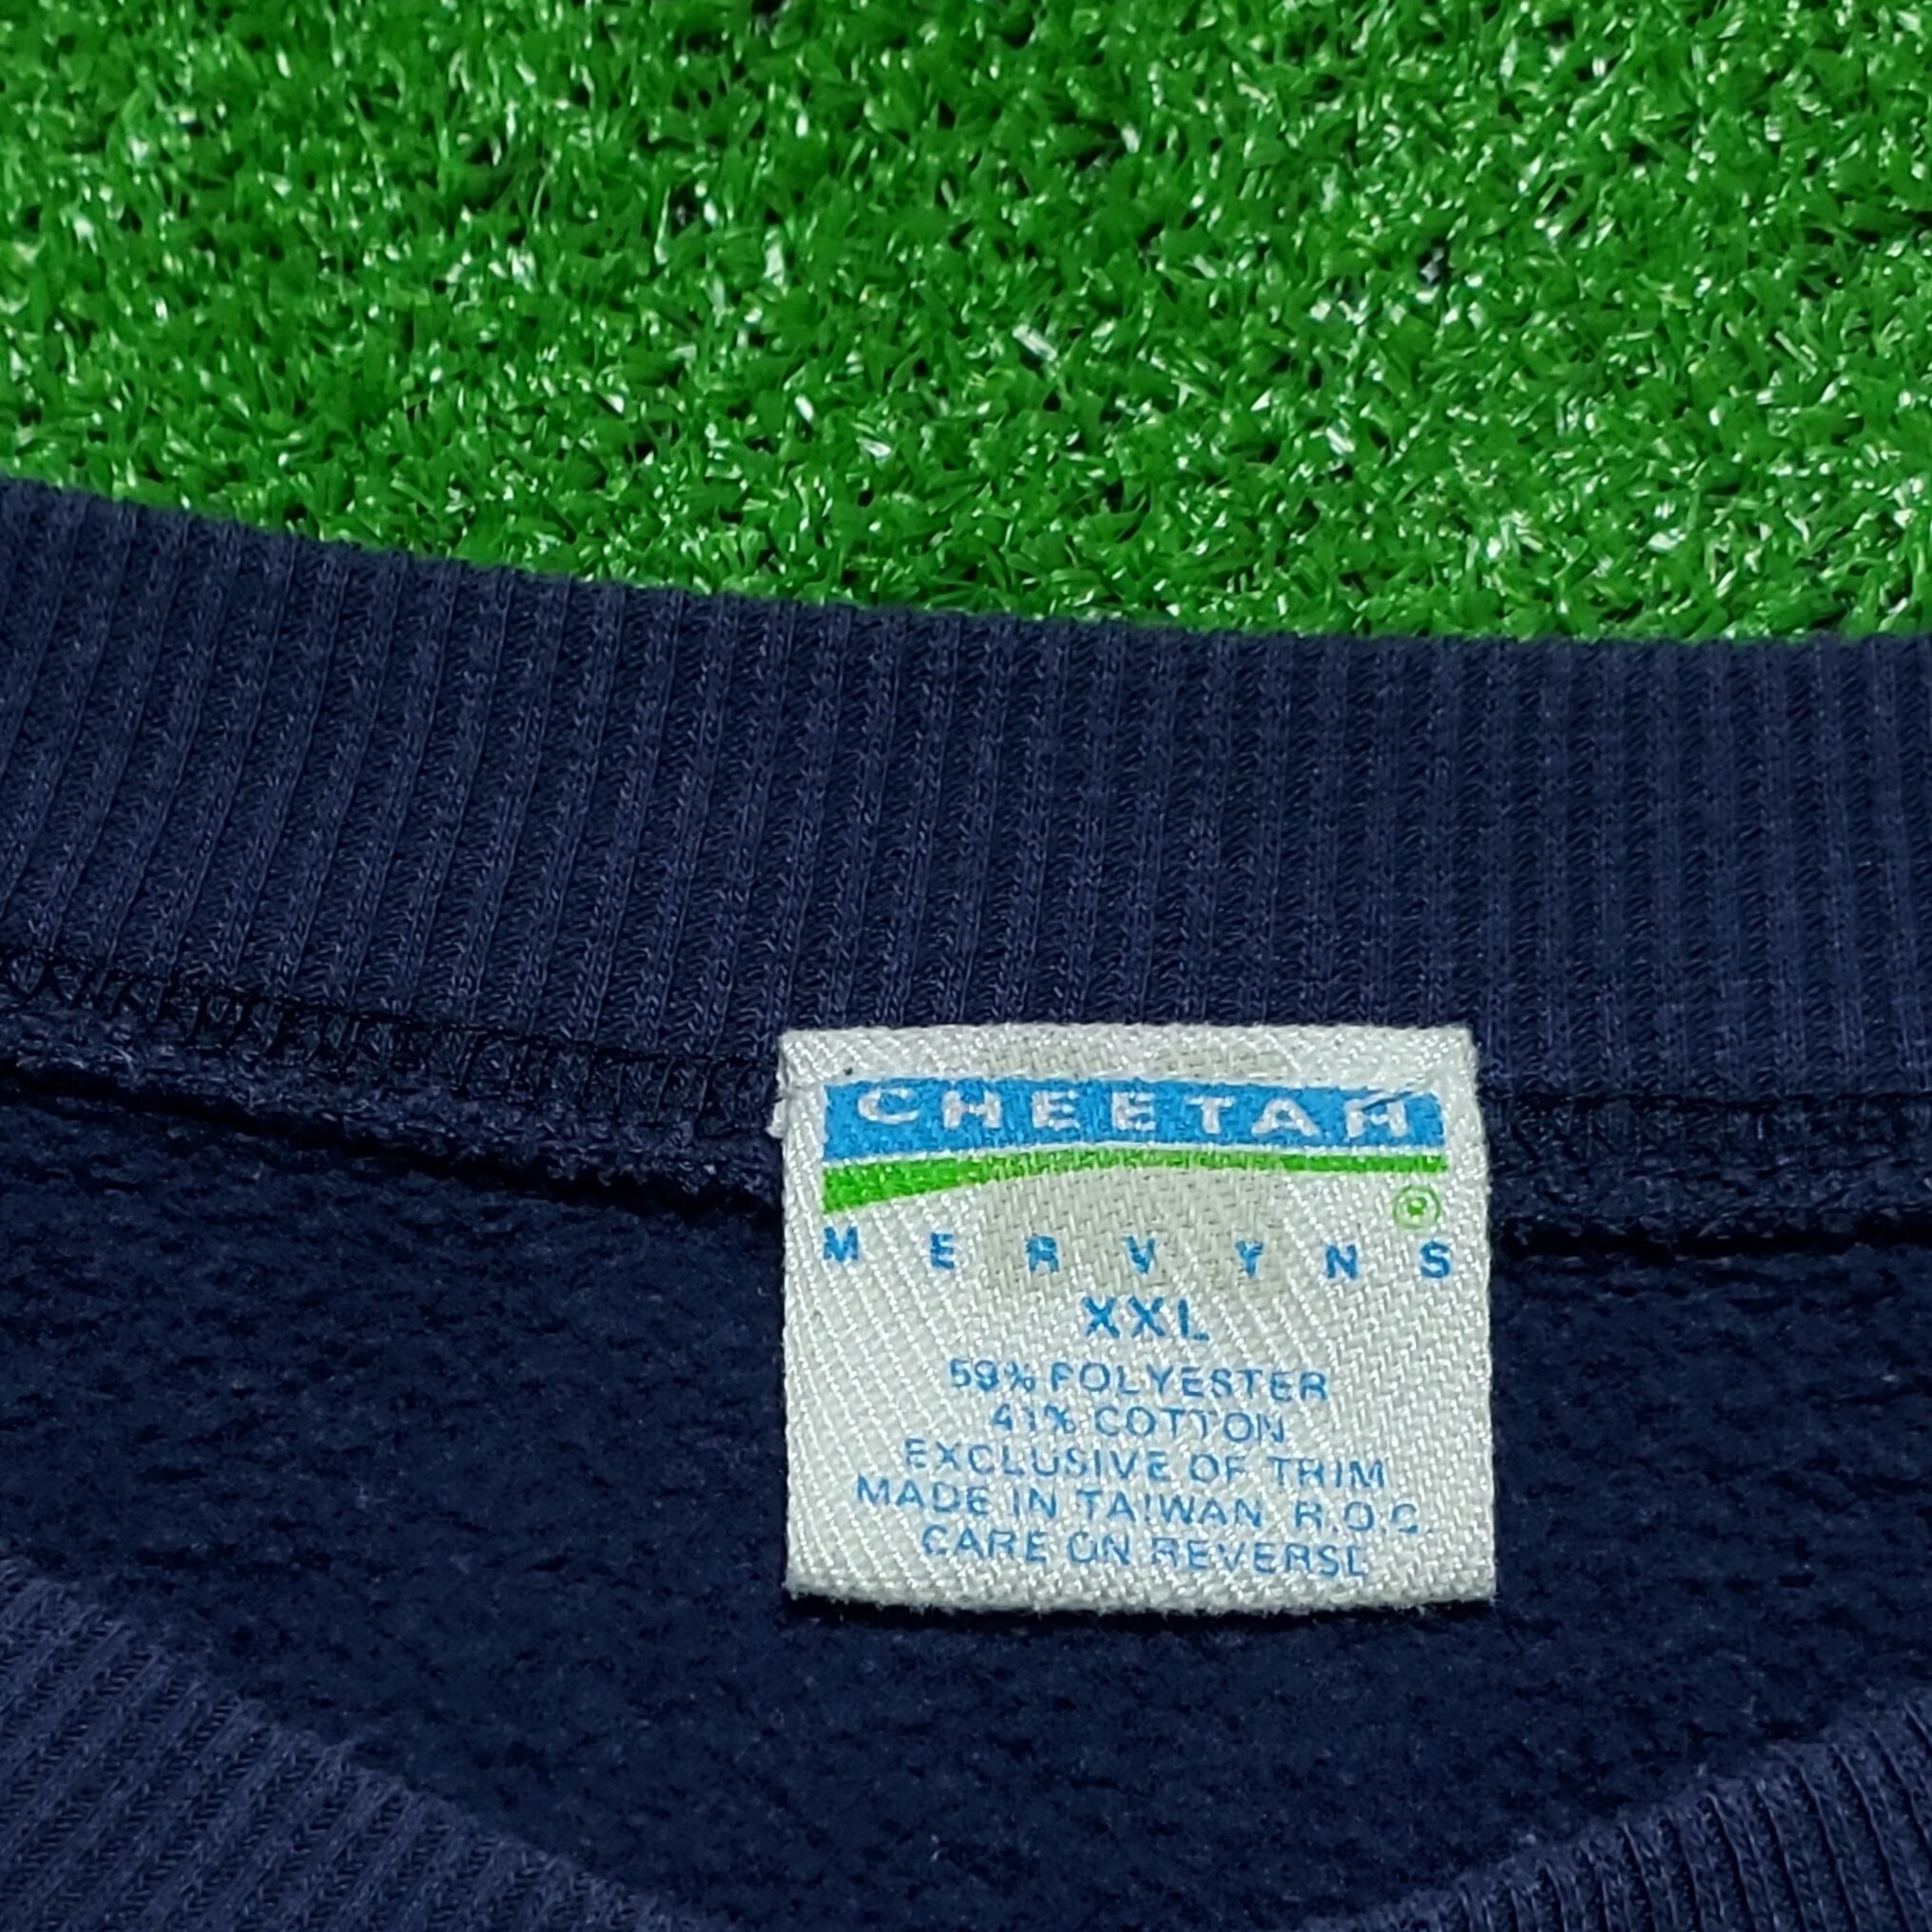 CHEETAH
®
MERVYNS
XXL
59% POLYESTER
41% COTTON
EXCLUSIVE OF TRIM
MADE IN TAIWAN R.O.C.
CARE ON REVERSE